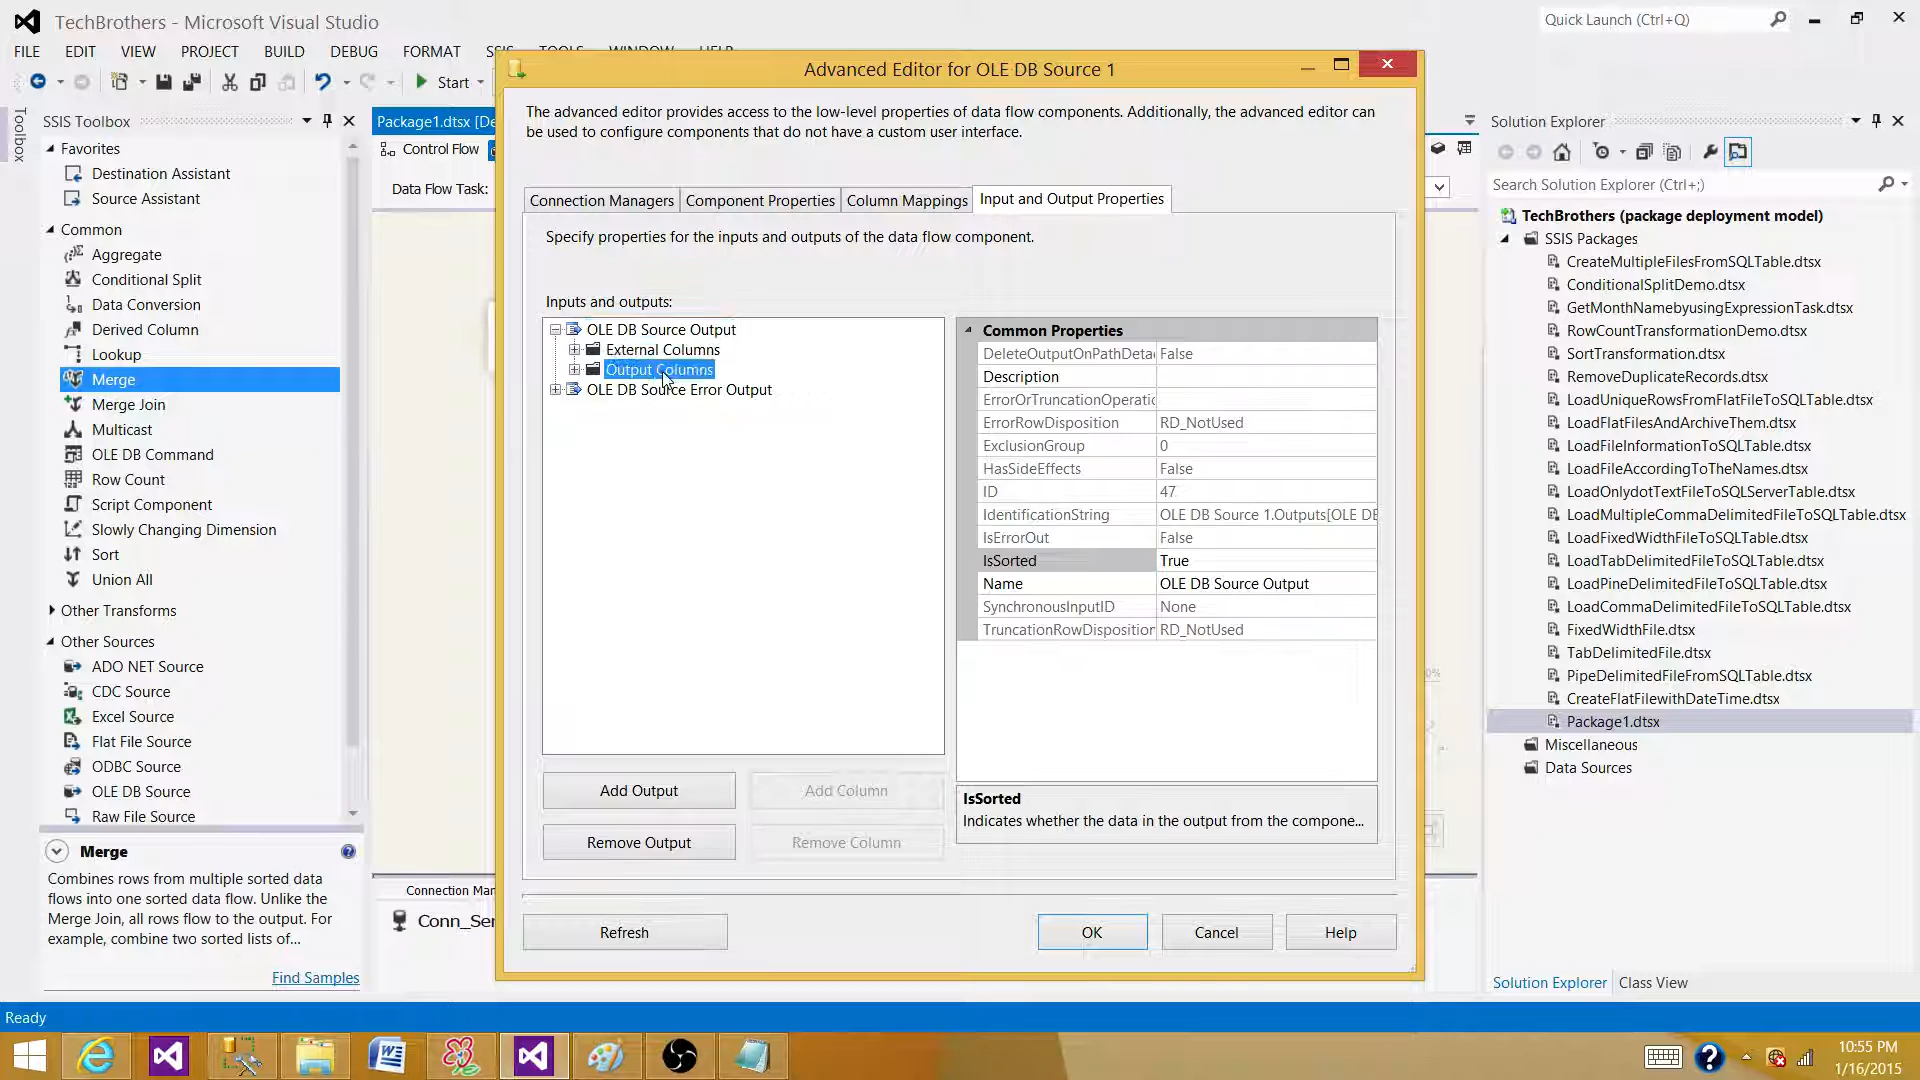 TechBrothers - Microsoft Visual Studio
Quick Launch (Ctrl+Q)
FILE EDIT VIEW PROJECT BUILD DEBUG FORMAT
Start
Toolbox
SSIS Toolbox
Favorites
Destination Assistant
Source Assistant
Common
Aggregate
Conditional Split
Data Conversion
Derived Column
Lookup
Merge
Merge Join
Multicast
OLE DB Command
Row Count
Script Component
Slowly Changing Dimension
Sort
Union All
Other Transforms
Other Sources
ADO NET Source
CDC Source
Excel Source
Flat File Source
ODBC Source
OLE DB Source
Raw File Source
Merge
Combines rows from multiple sorted data
flows into one sorted data flow. Unlike the
Merge Join, all rows flow to the output. For
example, combine two sorted lists of...
Find Samples
Package1.dtsx [De
Control Flow
Data Flow Task:
Connection Mar
Conn_Ser
Advanced Editor for OLE DB Source 1
The advanced editor provides access to the low-level properties of data flow components. Additionally, the advanced editor can
be used to configure components that do not have a custom user interface.
Connection Managers Component Properties Column Mappings Input and Output Properties
Specify properties for the inputs and outputs of the data flow component.
Inputs and outputs:
OLE DB Source Output
External Columns
Output Columns
OLE DB Source Error Output
Common Properties
DeleteOutputOnPathDeta False
Description
ErrorOrTruncationOperatic
ErrorRowDisposition RD_NotUsed
ExclusionGroup 0
HasSideEffects False
ID 47
IdentificationString OLE DB Source 1.Outputs[OLE DE
IsErrorOut False
IsSorted True
Name OLE DB Source Output
SynchronousInputID None
TruncationRowDisposition RD_NotUsed
IsSorted
Indicates whether the data in the output from the compone...
Add Output Add Column
Remove Output Remove Column
Refresh OK Cancel Help
Solution Explorer
Search Solution Explorer (Ctrl+;)
TechBrothers (package deployment model)
SSIS Packages
CreateMultipleFilesFromSQLTable.dtsx
ConditionalSplitDemo.dtsx
GetMonthNamebyusingExpressionTask.dtsx
RowCountTransformationDemo.dtsx
SortTransformation.dtsx
RemoveDuplicateRecords.dtsx
LoadUniqueRowsFromFlatFileToSQLTable.dtsx
LoadFlatFilesAndArchiveThem.dtsx
LoadFileInformationToSQLTable.dtsx
LoadFileAccordingToTheNames.dtsx
LoadOnlydotTextFileToSQLServerTable.dtsx
LoadMultipleCommaDelimitedFileToSQLTable.dtsx
LoadFixedWidthFileToSQLTable.dtsx
LoadTabDelimitedFileToSQLTable.dtsx
LoadPineDelimitedFileToSQLTable.dtsx
LoadCommaDelimitedFileToSQLTable.dtsx
FixedWidthFile.dtsx
TabDelimitedFile.dtsx
PipeDelimitedFileFromSQLTable.dtsx
CreateFlatFilewithDateTime.dtsx
Package1.dtsx
Miscellaneous
Data Sources
Solution Explorer Class View
Ready
10:55 PM
1/16/2015